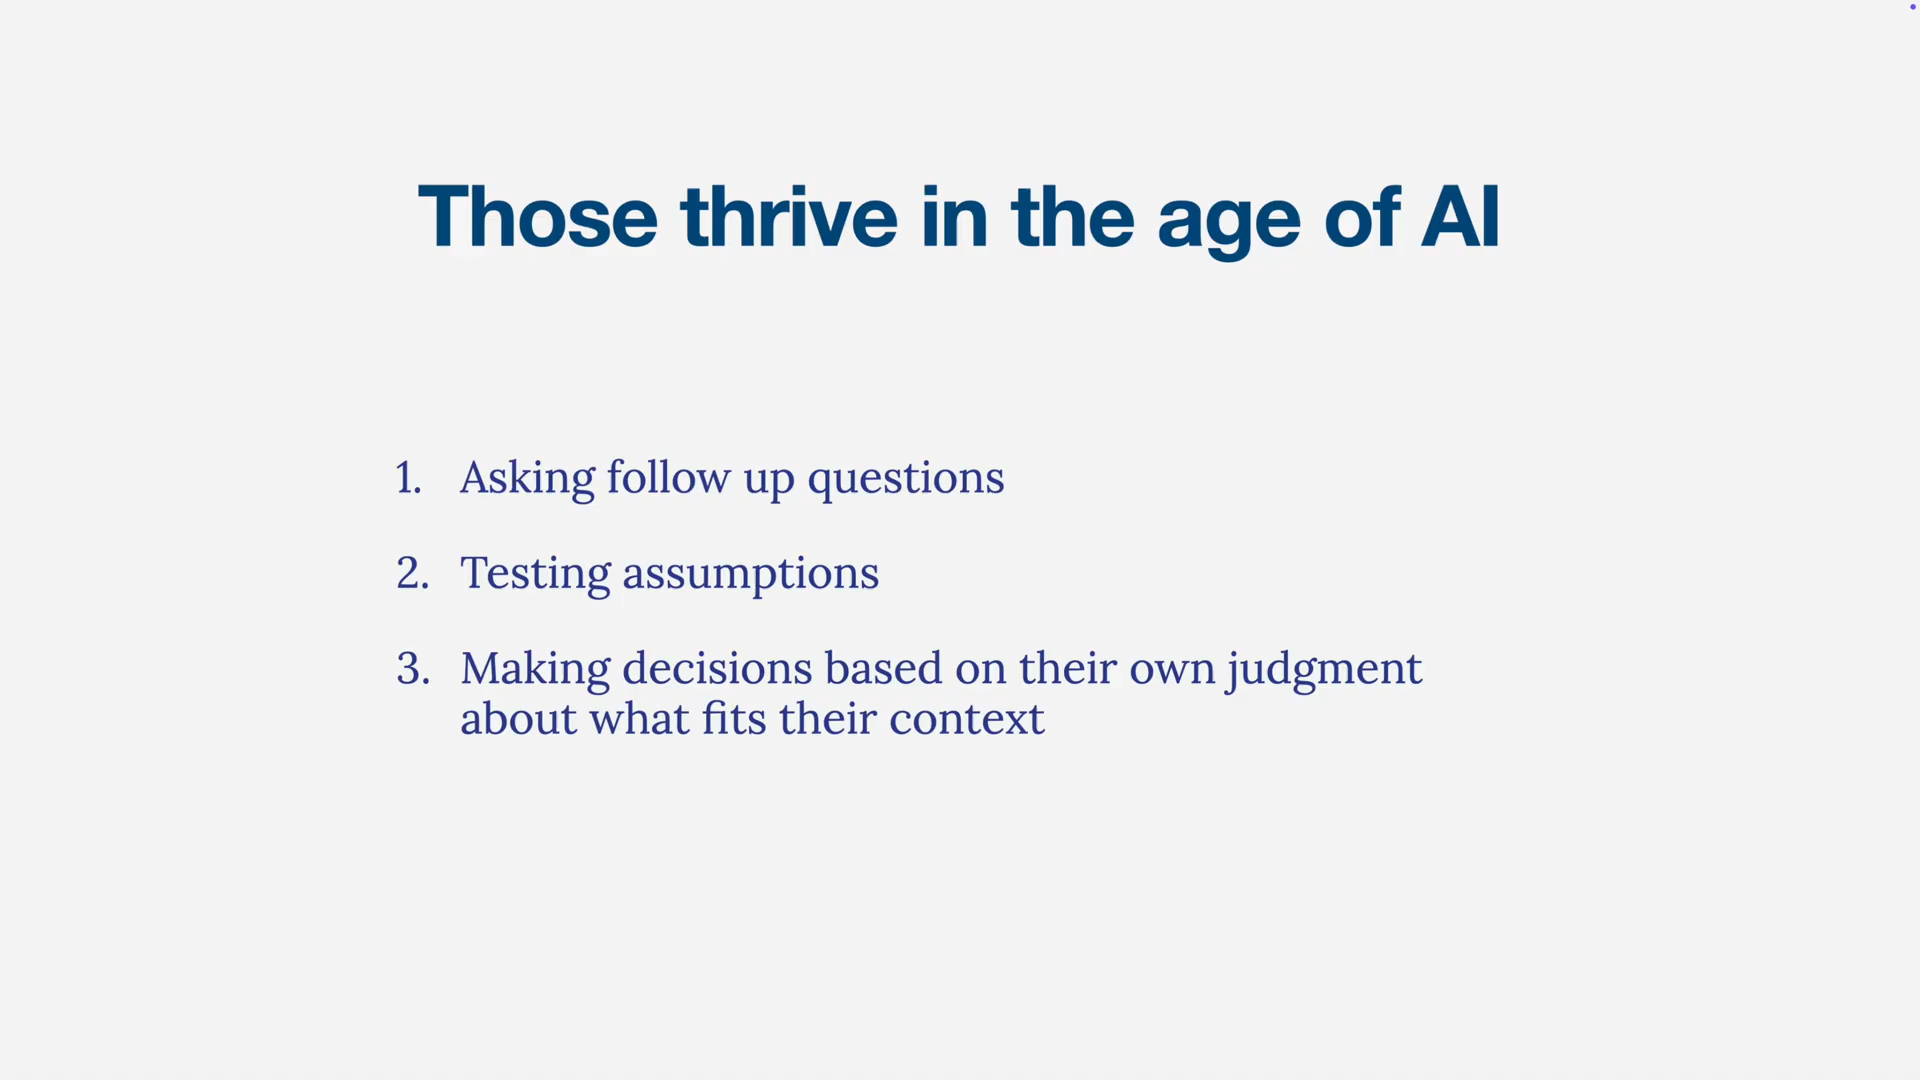 Those thrive in the age of AI
1. Asking follow up questions
2. Testing assumptions
3. Making decisions based on their own judgment
about what fits their context